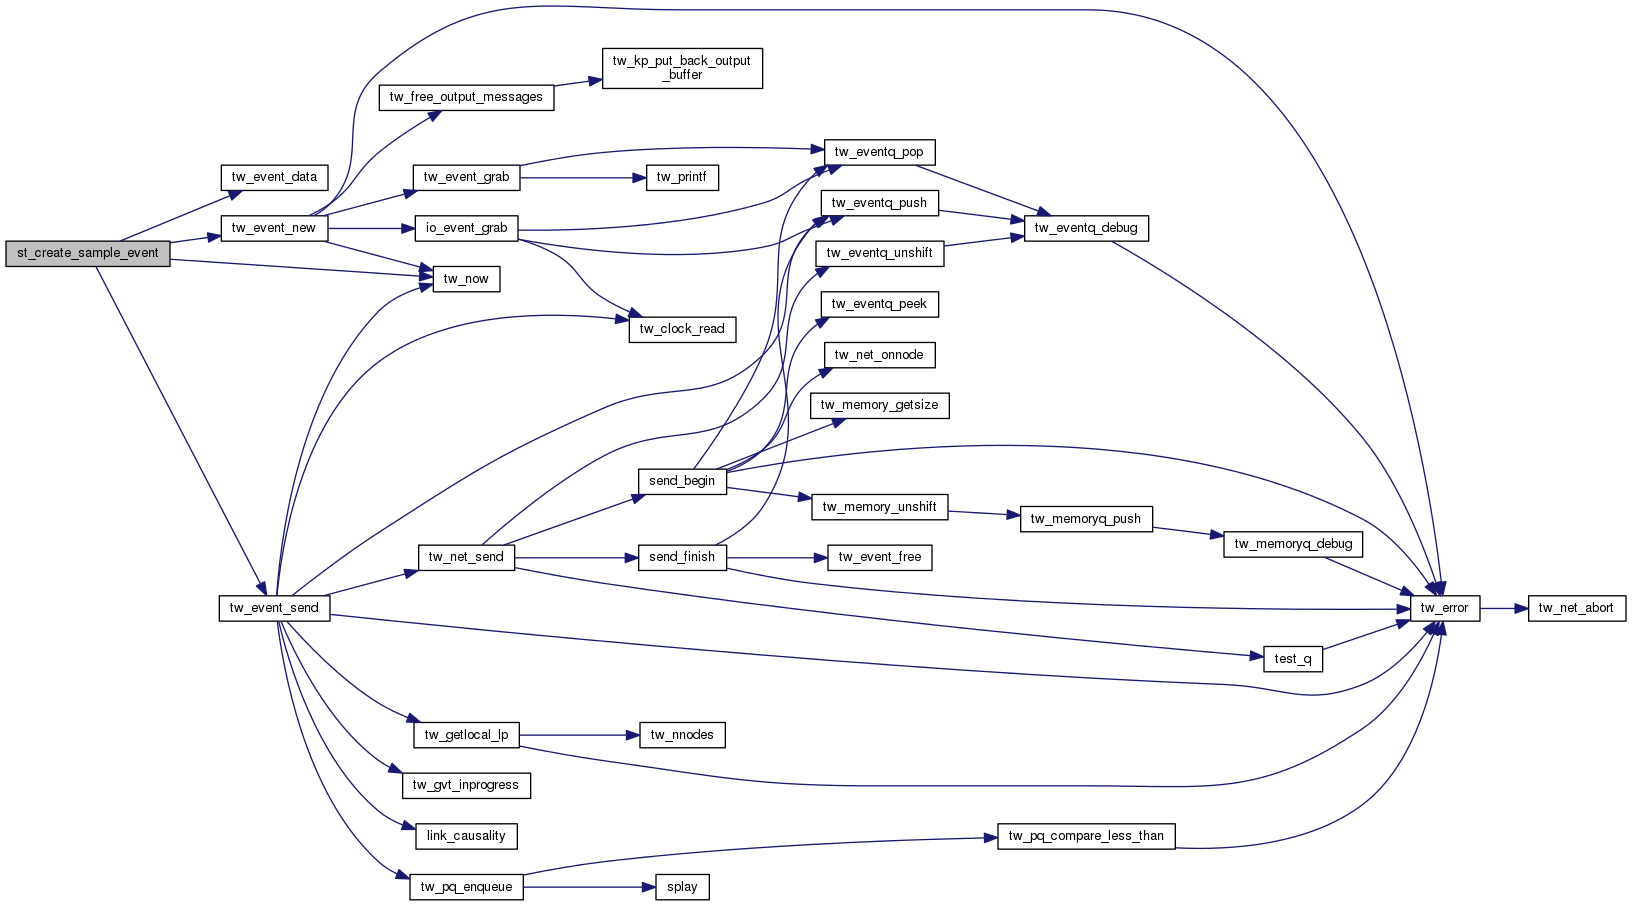 tw_kp_put_back_output
_buffer
tw_free_output_messages
tw_eventq_pop
tw_event_data
tw_event_grab
tw_printf
tw_eventq_push
tw_event_new
io_event_grab
tw_eventq_debug
st_create_sample_event
tw_eventq_unshift
tw_now
tw_eventq_peek
tw_clock_read
tw_net_onnode
tw_memory_getsize
send_begin
tw_memory_unshift
tw_memoryq_push
tw_memoryq_debug
tw_net_send
send_finish
tw_event_free
tw_event_send
tw_error
tw_net_abort
test_q
tw_getlocal_lp
tw_nnodes
tw_gvt_inprogress
link_causality
tw_pq_compare_less_than
tw_pq_enqueue
splay